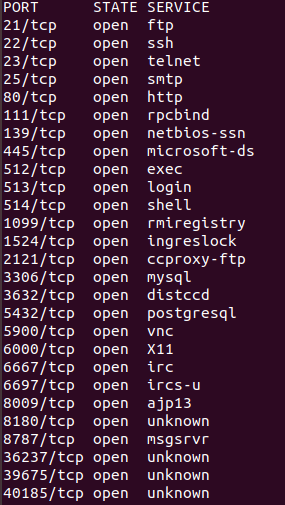 PORT STATE SERVICE
21/tcp open ftp
22/tcp open ssh
23/tcp open telnet
25/tcp open smtp
80/tcp open http
111/tcp open rpcbind
139/tcp open netbios-ssn
445/tcp open microsoft-ds
512/tcp open exec
513/tcp open login
514/tcp open shell
1099/tcp open rmiregistry
1524/tcp open ingreslock
2121/tcp open ccproxy-ftp
3306/tcp open mysql
3632/tcp open distccd
5432/tcp open postgresql
5900/tcp open vnc
6000/tcp open X11
6667/tcp open irc
6697/tcp open ircs-u
8009/tcp open ajp13
8180/tcp open unknown
8787/tcp open msgsrvr
36237/tcp open unknown
39675/tcp open unknown
40185/tcp open unknown